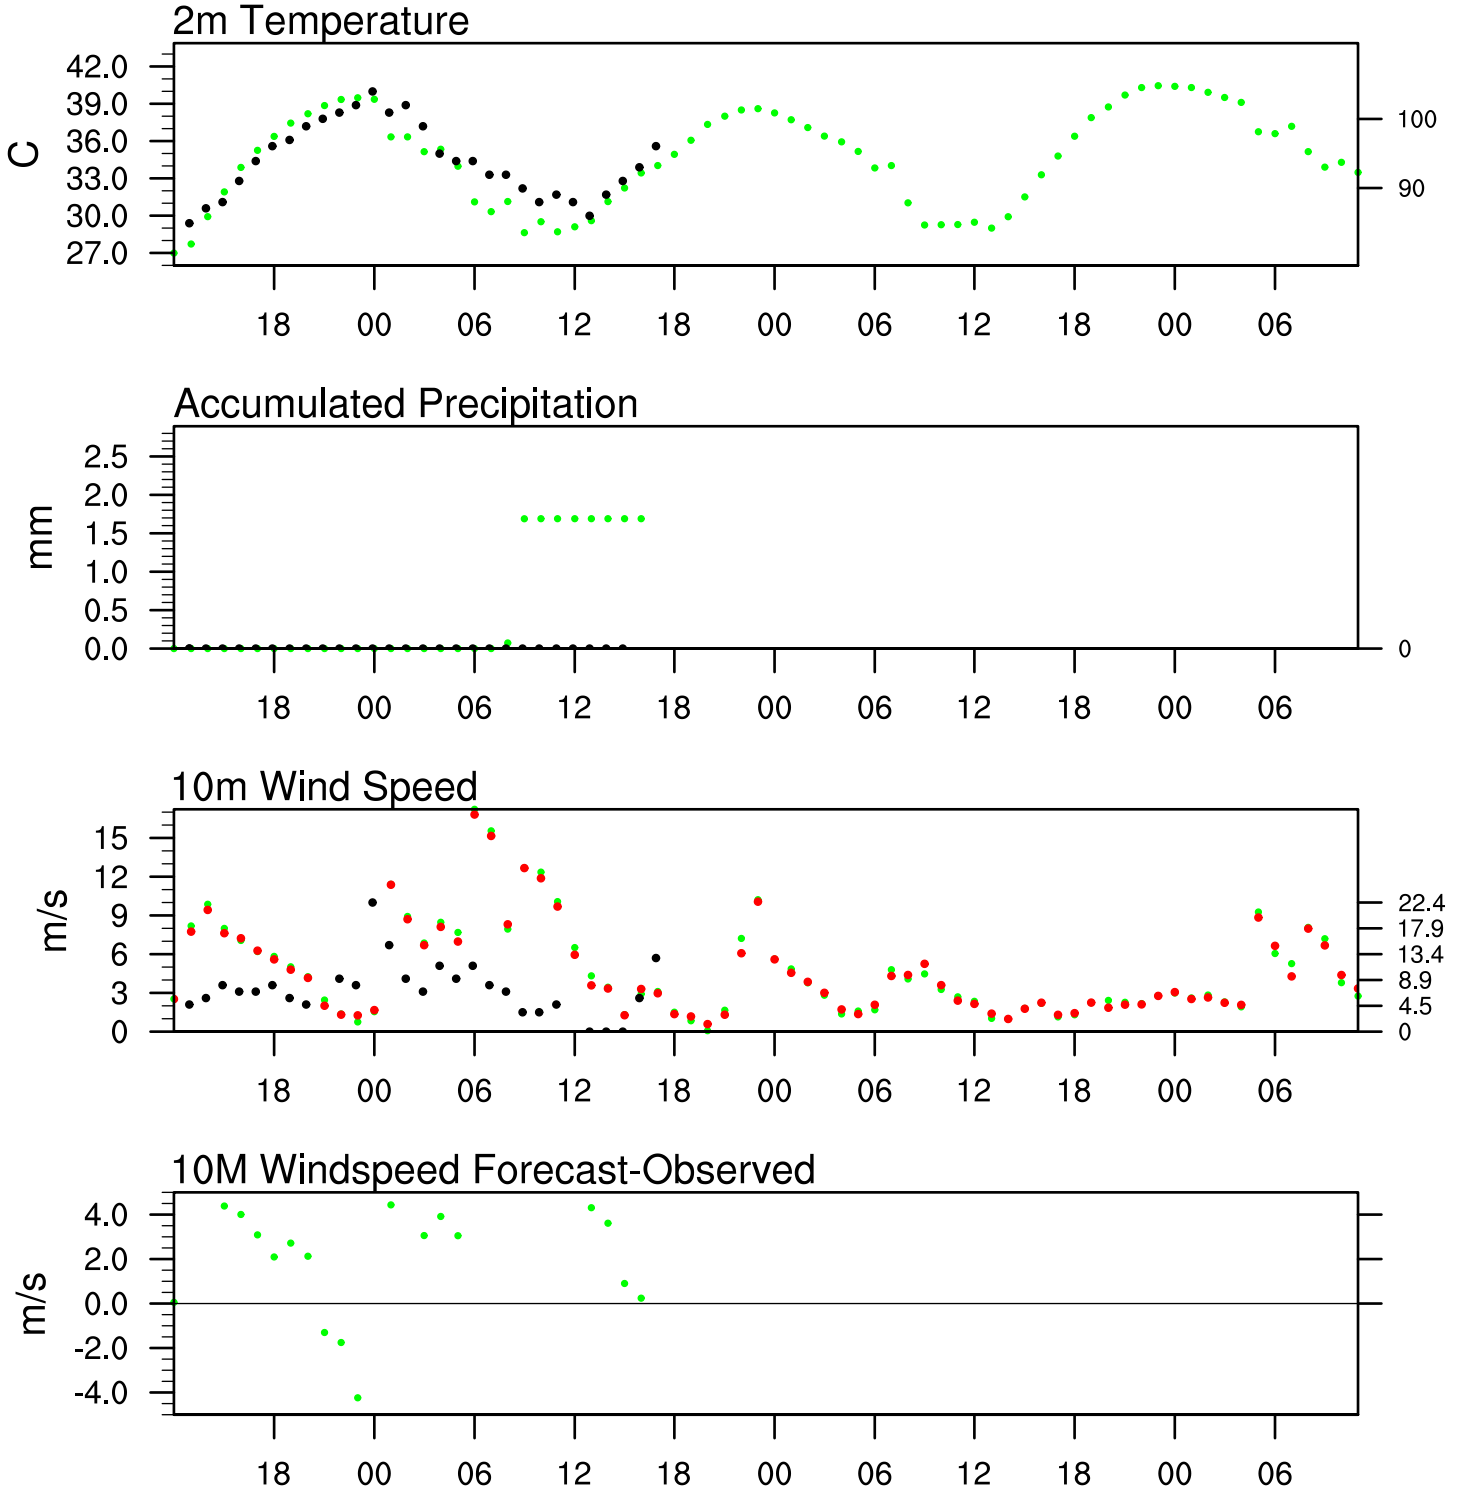 2m Temperature
42.0
39.0
36.0
33.0
30.0
27.0
C
100
90
18 00 06 12 18 00 06 12 18 00 06
Accumulated Precipitation
2.5
2.0
1.5
1.0
0.5
0.0
mm
0
18 00 06 12 18 00 06 12 18 00 06
10m Wind Speed
15
12
9
6
3
0
m/s
22.4
17.9
13.4
8.9
4.5
0
18 00 06 12 18 00 06 12 18 00 06
10M Windspeed Forecast-Observed
4.0
2.0
0.0
-2.0
-4.0
m/s
18 00 06 12 18 00 06 12 18 00 06